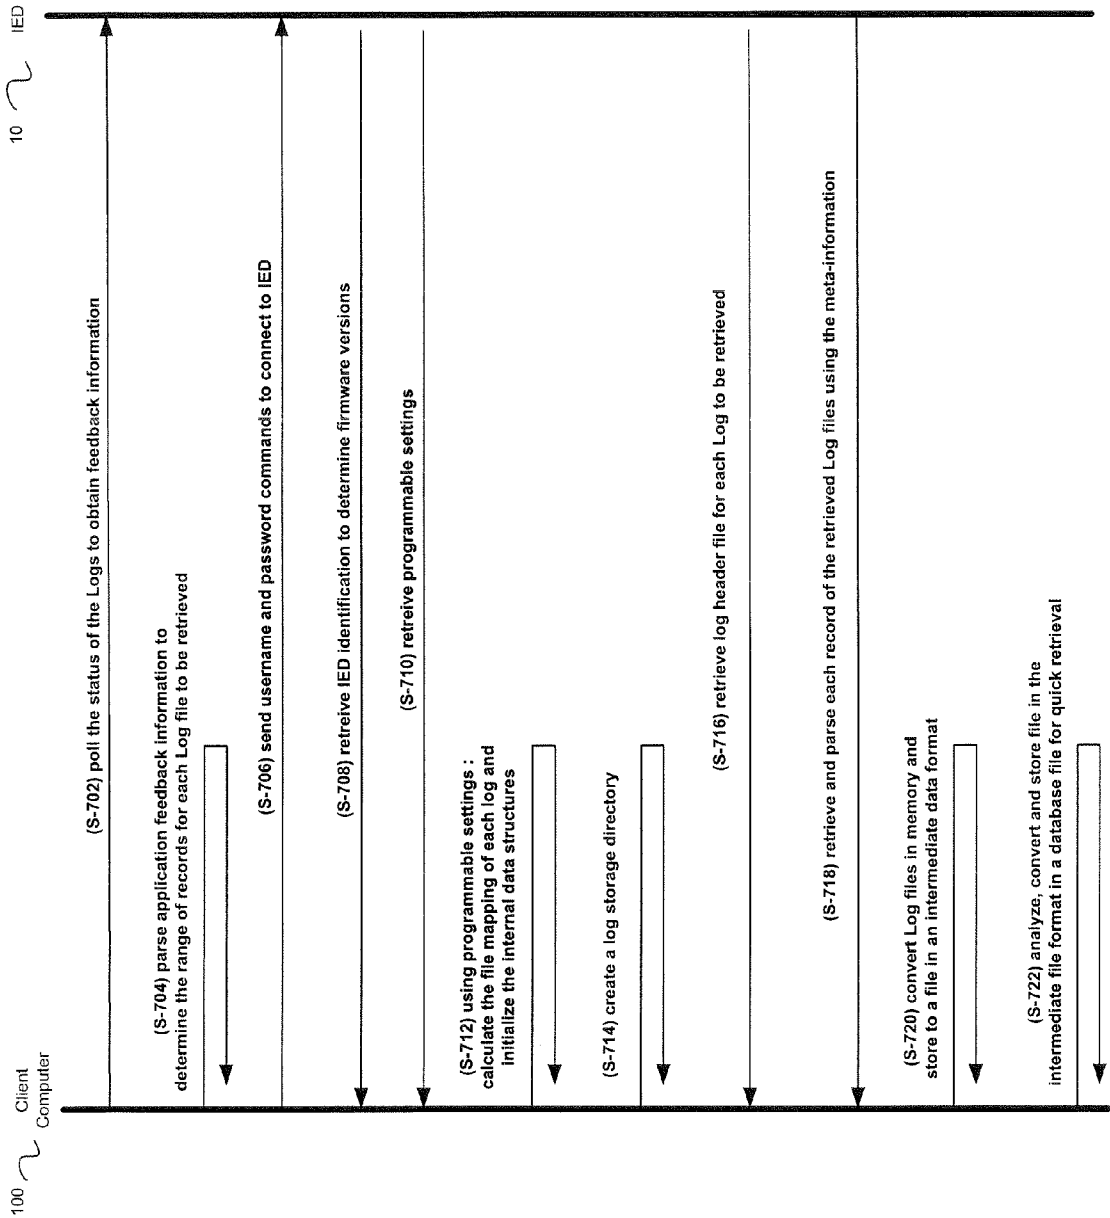 100
Client
Computer
10
IED
(S-702) poll the status of the Logs to obtain feedback information
(S-704) parse application feedback information to
determine the range of records for each Log file to be retrieved
(S-706) send username and password commands to connect to IED
(S-708) retreive IED identification to determine firmware versions
(S-710) retreive programmable settings
(S-712) using programmable settings :
calculate the file mapping of each log and
initialize the internal data structures
(S-714) create a log storage directory
(S-716) retrieve log header file for each Log to be retrieved
(S-718) retrieve and parse each record of the retrieved Log files using the meta-information
(S-720) convert Log files in memory and
store to a file in an intermediate data format
(S-722) analyze, convert and store file in the
intermediate file format in a database file for quick retrieval